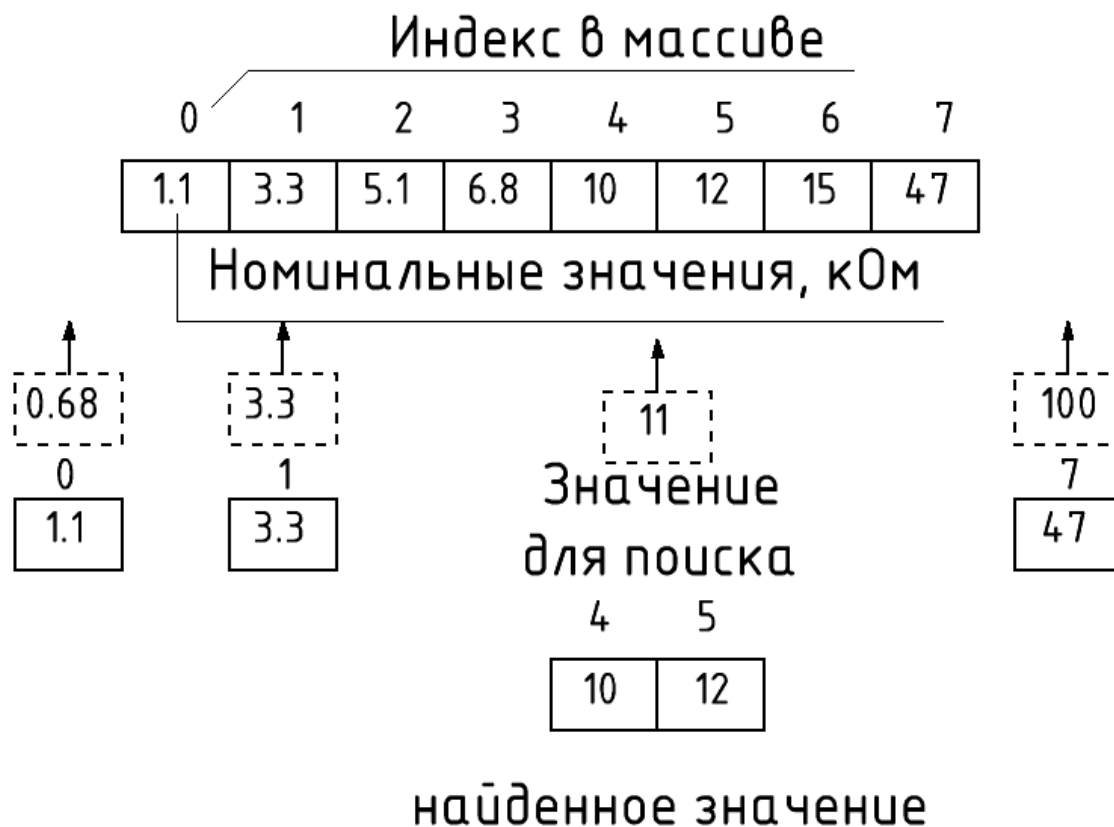 Индекс в массиве
0 1 2 3 4 5 6 7
1.1 3.3 5.1 6.8 10 12 15 47
Номинальные значения, кОм
0.68 3.3 11 100
0 1 7
Значение
1.1 3.3 47
для поиска
4 5
10 12
найденное значение